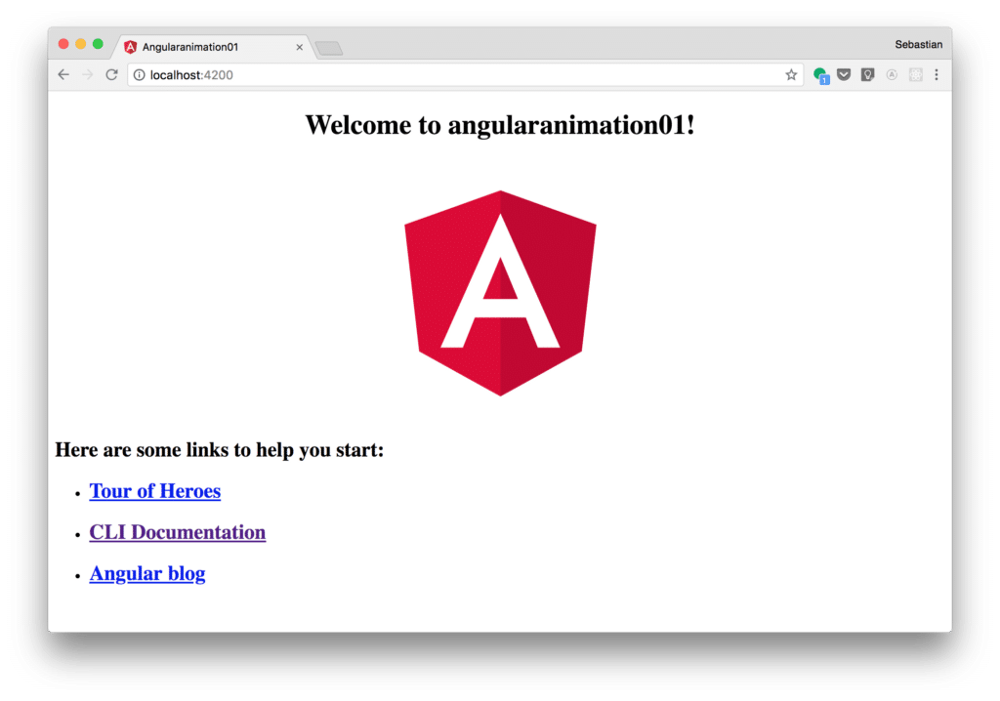 Angularanimation01
Sebastian
localhost:4200
1
Welcome to angularanimation01!
A
Here are some links to help you start:
Tour of Heroes
CLI Documentation
Angular blog